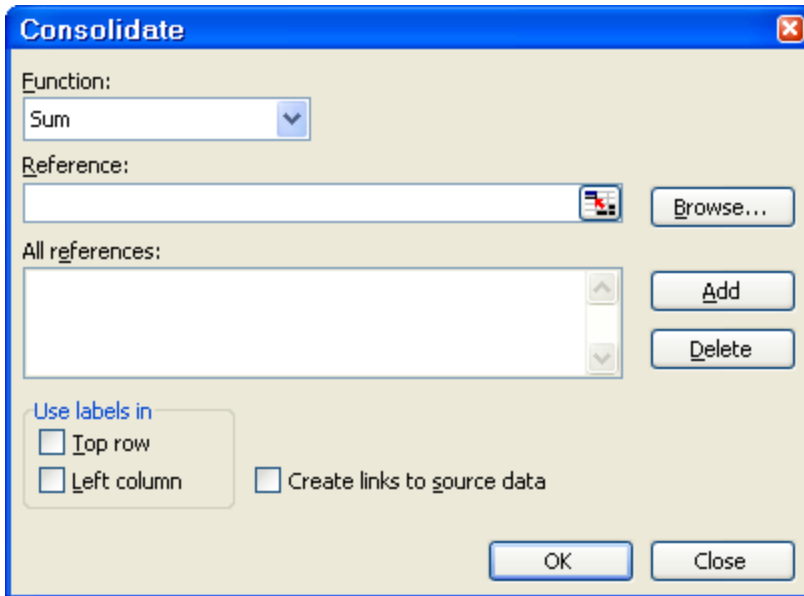 Consolidate
Function:
Sum
Reference:
Browse...
All references:
Add
Delete
Use labels in
Top row
Left column
Create links to source data
OK
Close